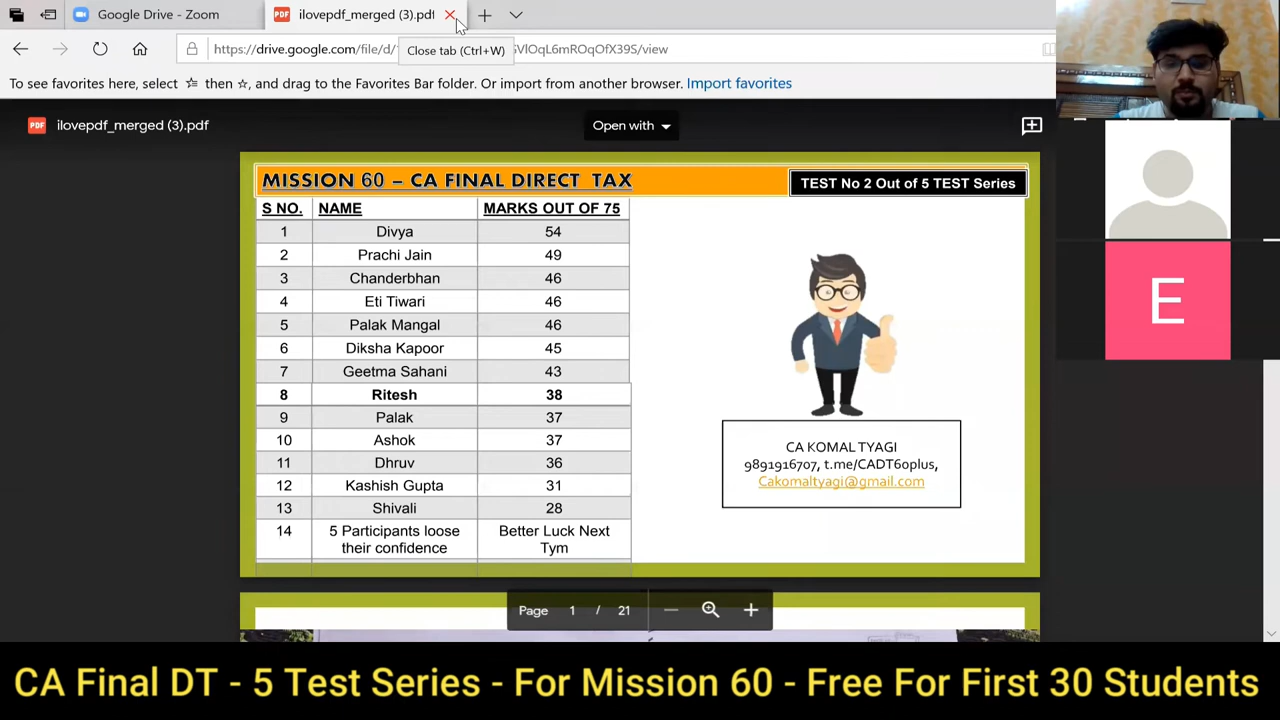 Google Drive - Zoom
ilovepdf_merged (3).pdf
https://drive.google.com/file/d/
VlOqL6mROqOfX39S/view
Close tab (Ctrl+W)
To see favorites here, select then ☆, and drag to the Favorites Bar folder. Or import from another browser. Import favorites
PDF ilovepdf_merged (3).pdf
Open with
MISSION 60 – CA FINAL DIRECT TAX
TEST No 2 Out of 5 TEST Series
S NO. NAME MARKS OUT OF 75
1 Divya 54
2 Prachi Jain 49
3 Chanderbhan 46
4 Eti Tiwari 46
5 Palak Mangal 46
6 Diksha Kapoor 45
7 Geetma Sahani 43
8 Ritesh 38
9 Palak 37
10 Ashok 37
11 Dhruv 36
12 Kashish Gupta 31
13 Shivali 28
14 5 Participants loose Better Luck Next
their confidence Tym
CA KOMAL TYAGI
9891916707, t.me/CADT60plus,
Cakomaltyagi@gmail.com
E
Page 1 / 21
CA Final DT - 5 Test Series - For Mission 60 - Free For First 30 Students